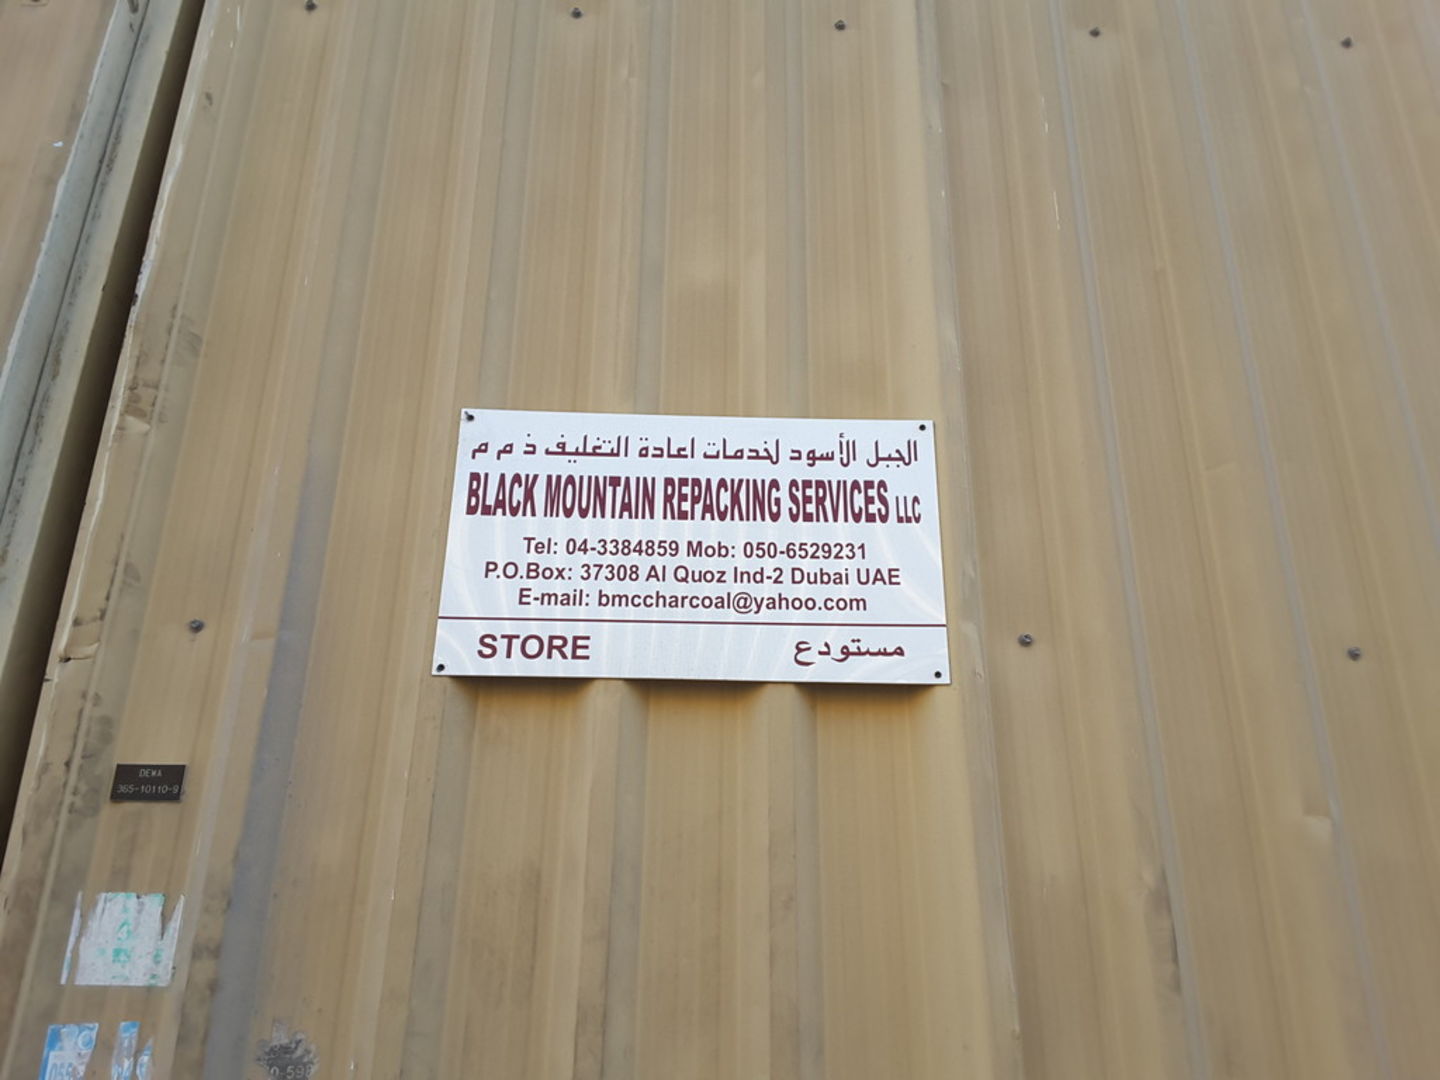 الجبل الأسود لخدمات اعادة التغليف ذ م م
BLACK MOUNTAIN REPACKING SERVICES LLC
Tel: 04-3384859 Mob: 050-6529231
P.O.Box: 37308 Al Quoz Ind-2 Dubai UAE
E-mail: bmccharcoal@yahoo.com
STORE مستودع
DEWA
365-10110-9